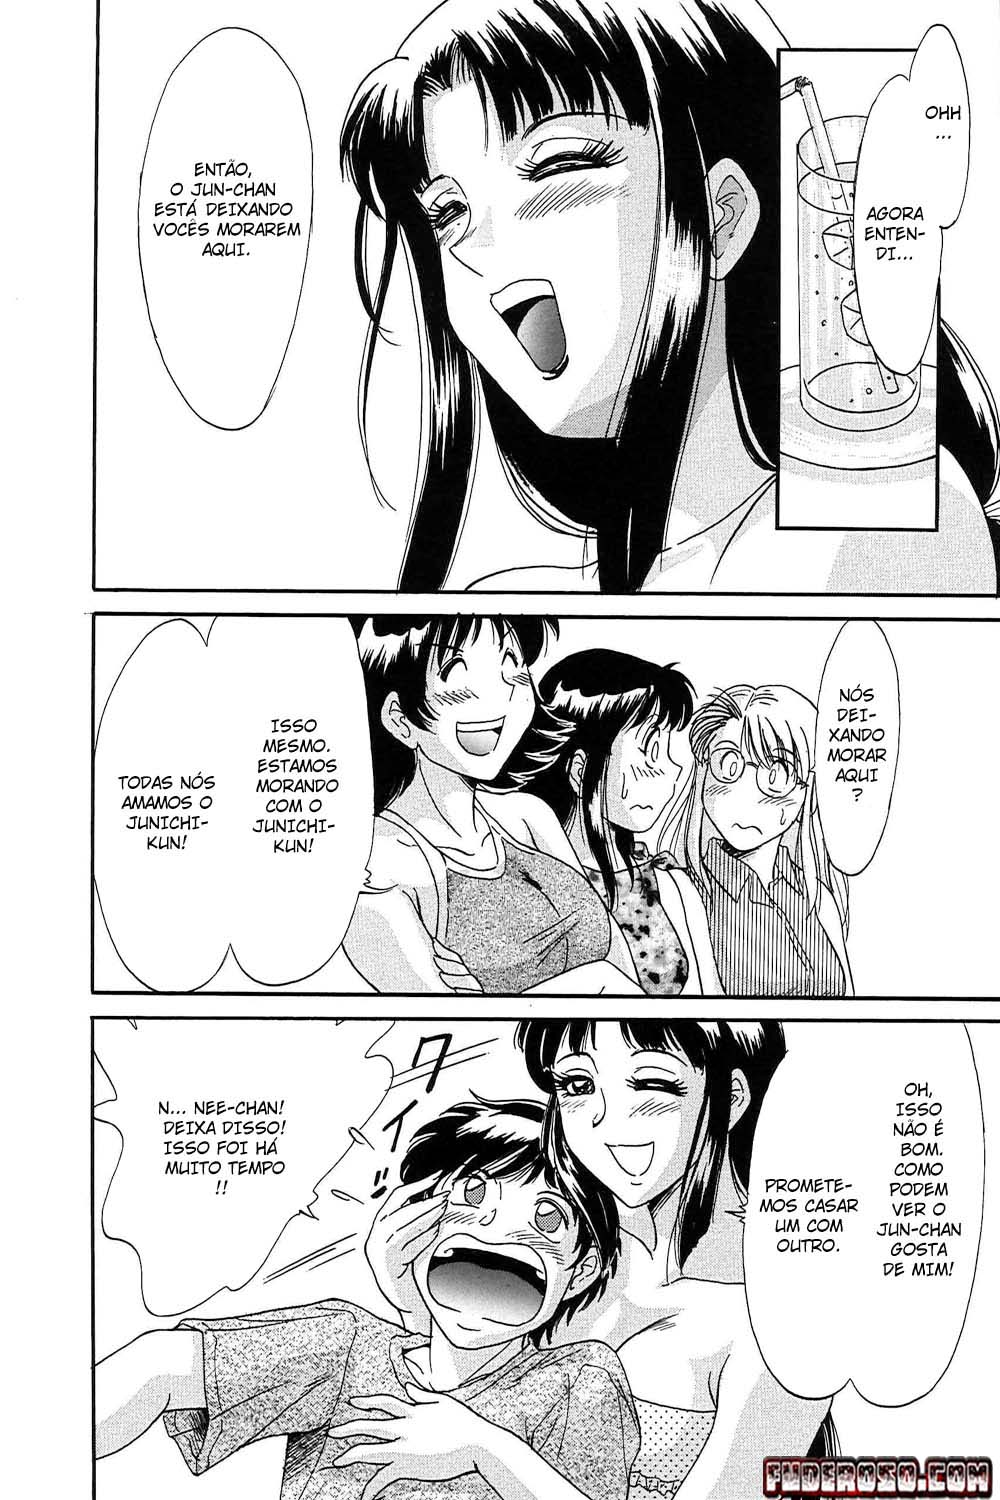 OHH
...
AGORA
ENTEN-
DI...
ENTÃO,
O JUN-CHAN
ESTÁ DEIXANDO
VOCÊS MORAREM
AQUI.
NÓS
DEI-
XANDO
MORAR
AQUI
?
ISSO
MESMO.
ESTAMOS
MORANDO
COM O
JUNICHI-
KUN!
TODAS NÓS
AMAMOS O
JUNICHI-
KUN!
OH,
ISSO
NÃO É
BOM.
COMO
PODEM
VER O
JUN-CHAN
GOSTA
DE MIM!
PROMETE-
MOS CASAR
UM COM
OUTRO.
グイッ
N... NEE-CHAN!
DEIXA DISSO!
ISSO FOI HÁ
MUITO TEMPO
!!
FUDEROSO.COM